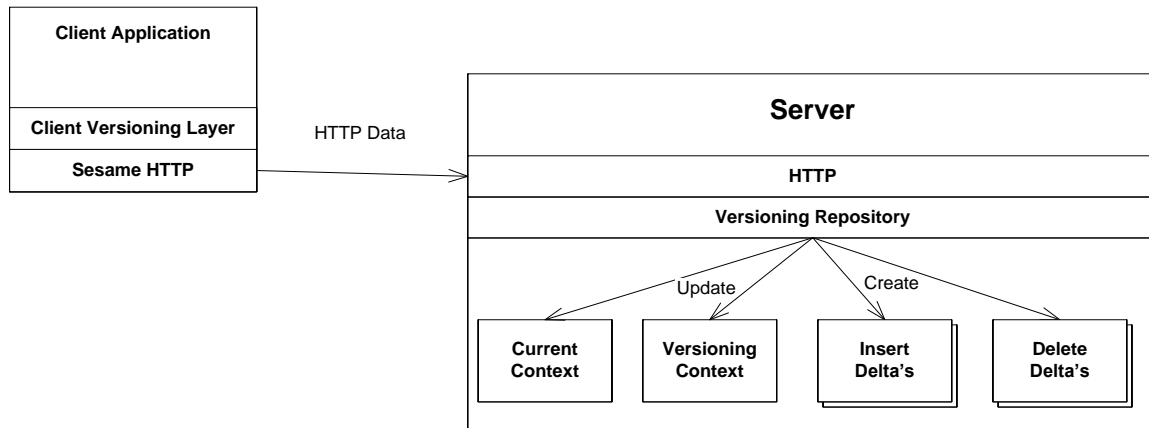 Client Application
Client Versioning Layer
Sesame HTTP
HTTP Data
Server
HTTP
Versioning Repository
Update
Create
Current
Context
Versioning
Context
Insert
Delta's
Delete
Delta's